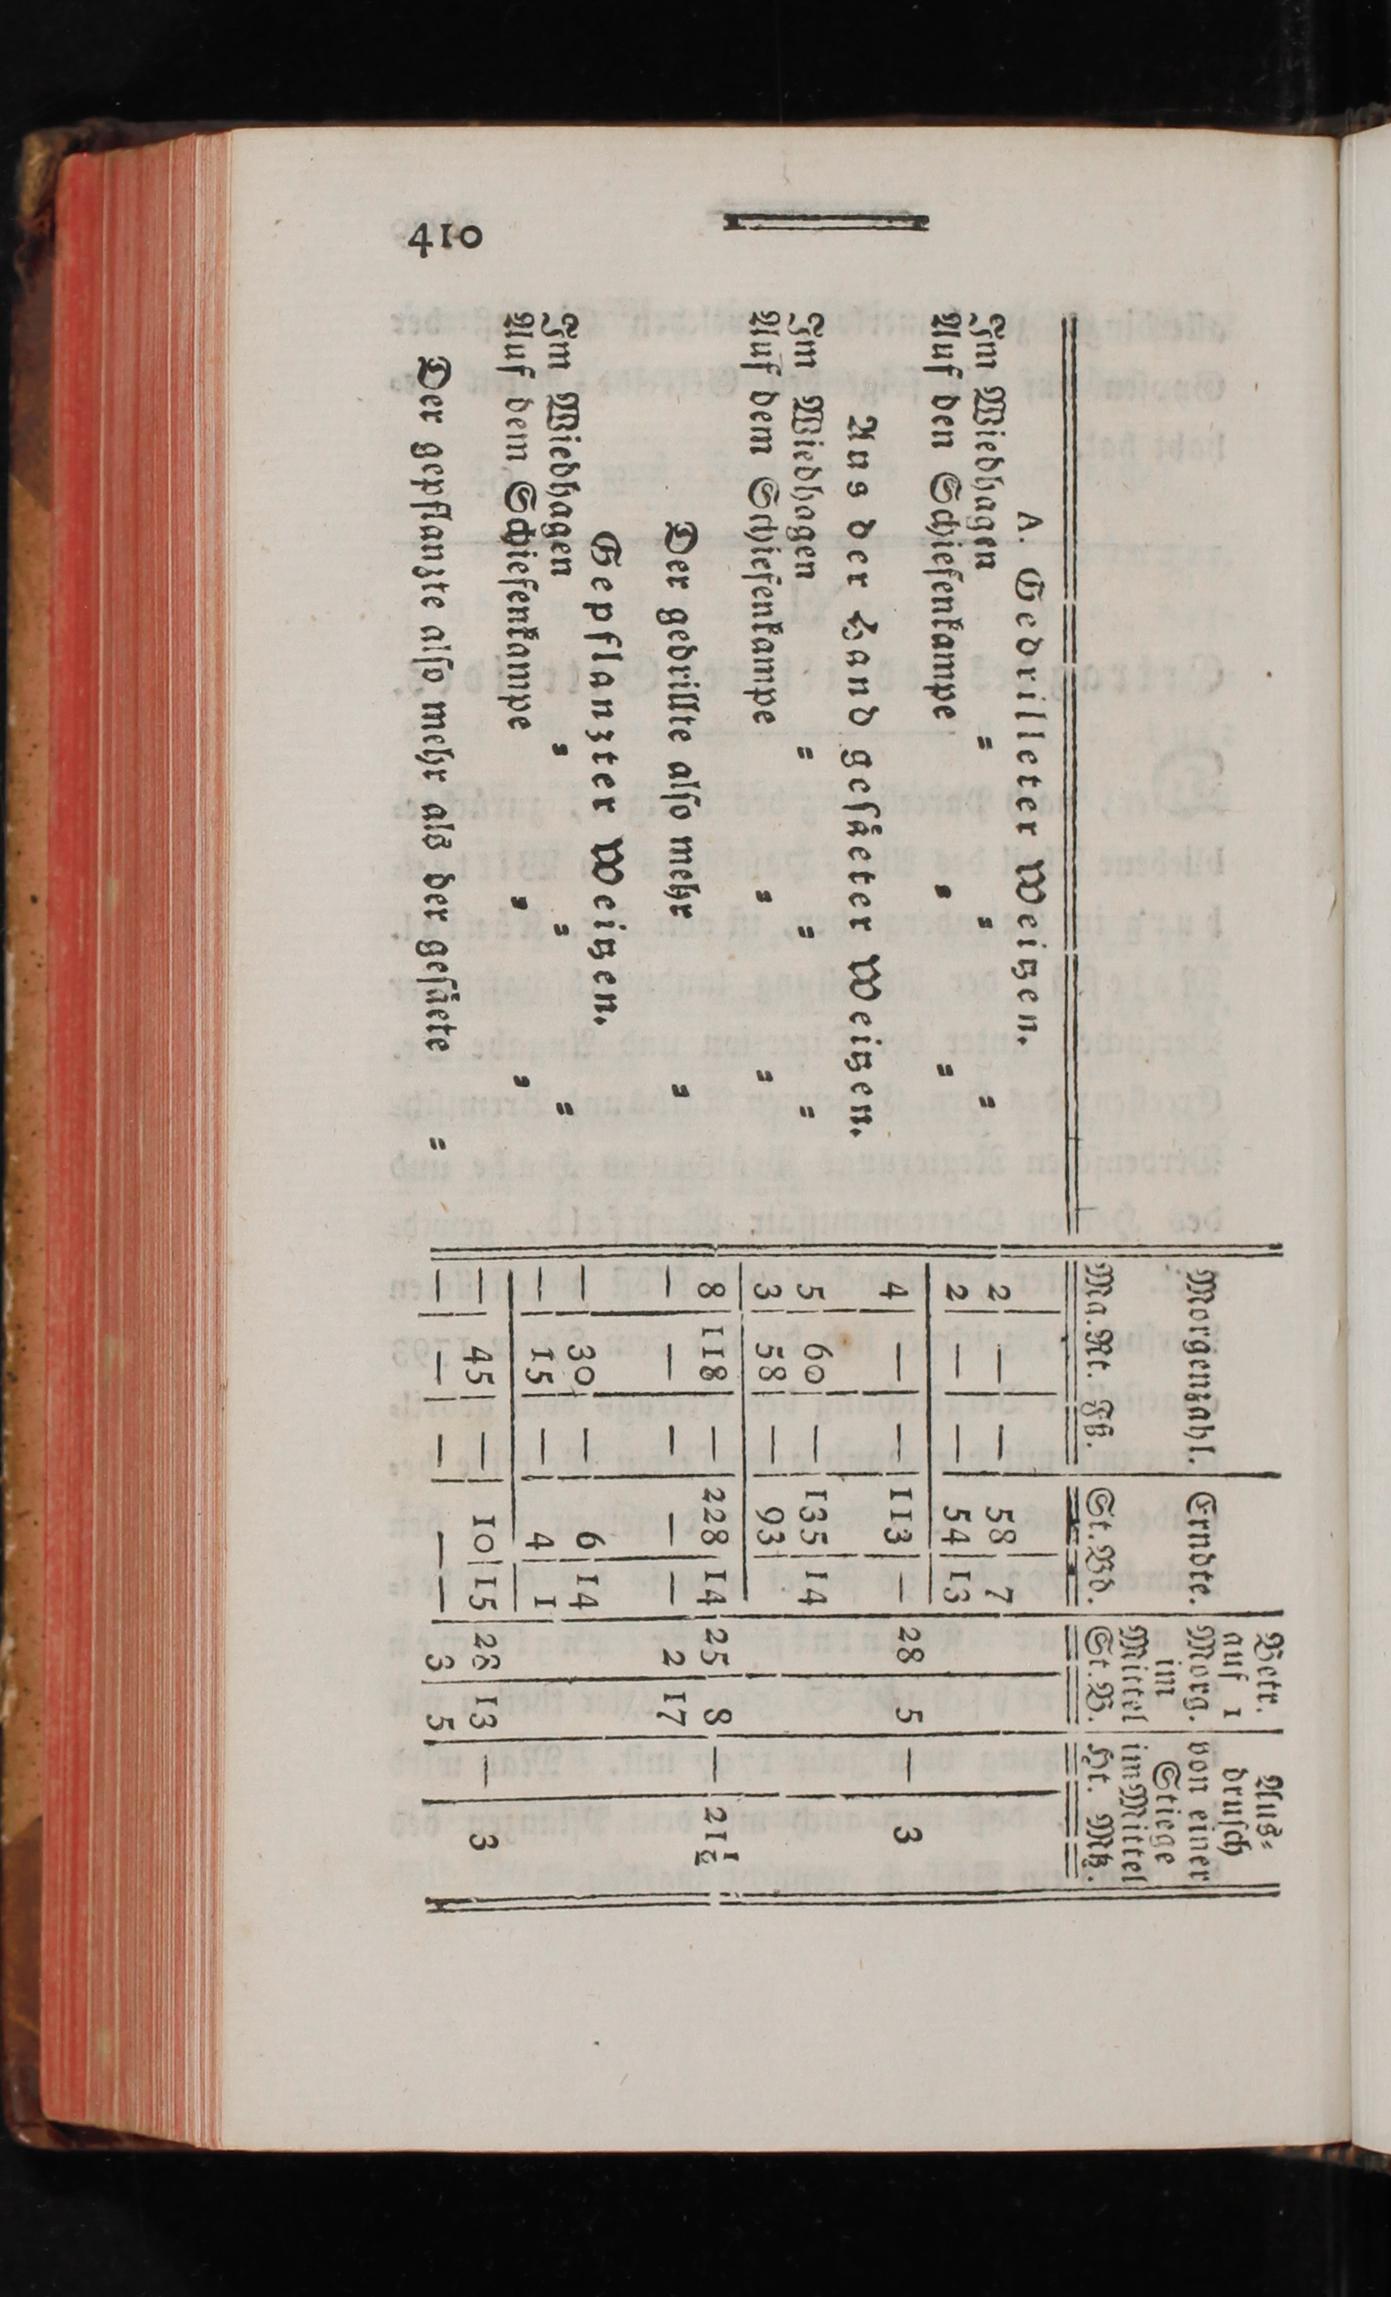 410
Morgenzahl. | Erndte. | Betr. auf 1 Morg. im Mittel | Aus=drusch von einer Stiege im Mittel
Ma. Rt. Fß. | St. Bd. | St. B. | Ht. Mtz.
A. Gedrilleter Weitzen.
Im Wiedhagen = = = 2 — — 58 7
Auf den Schiefenkampe = = 2 — — 54 13
4 — — 113 — 28 5 — 3
Aus der Hand gesäeter Weitzen.
Im Wiedhagen = = = 5 60 — 135 14
Auf dem Schiefenkampe = = 3 58 — 93
8 118 — 228 14 25 8 — 2 1/2
Der gedrillte also mehr = — — — — — 2 17
Gepflanzter Weitzen.
Im Wiedhagen = = = — 30 — 6 14
Auf dem Schiefenkampe = = — 15 — 4 1
— 45 — 10 15 28 13 — 3
Der gepflanzte also mehr als der gesäete = — — — — — 3 5